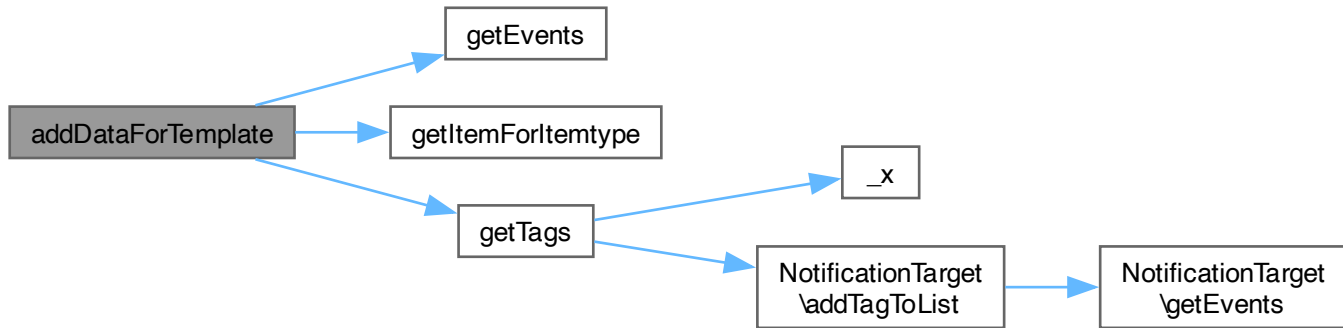 getEvents
addDataForTemplate
getItemForItemtype
_x
getTags
NotificationTarget
\addTagToList
NotificationTarget
\getEvents